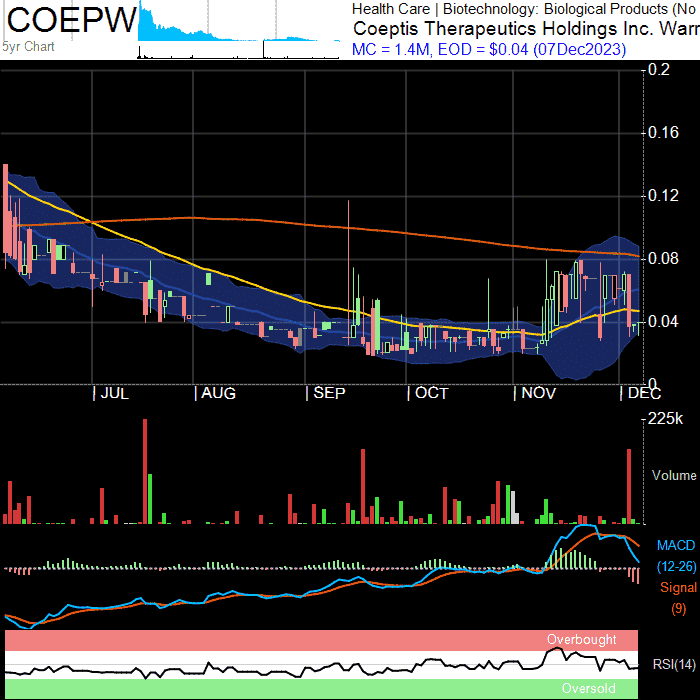 COEPW
5yr Chart
Health Care | Biotechnology: Biological Products (No
Coeptis Therapeutics Holdings Inc. Warr
MC = 1.4M, EOD = $0.04 (07Dec2023)
0.2
0.16
0.12
0.08
0.04
0
| JUL | AUG | SEP | OCT | NOV | DEC
225k
Volume
MACD
(12-26)
Signal
(9)
Overbought
RSI(14)
Oversold